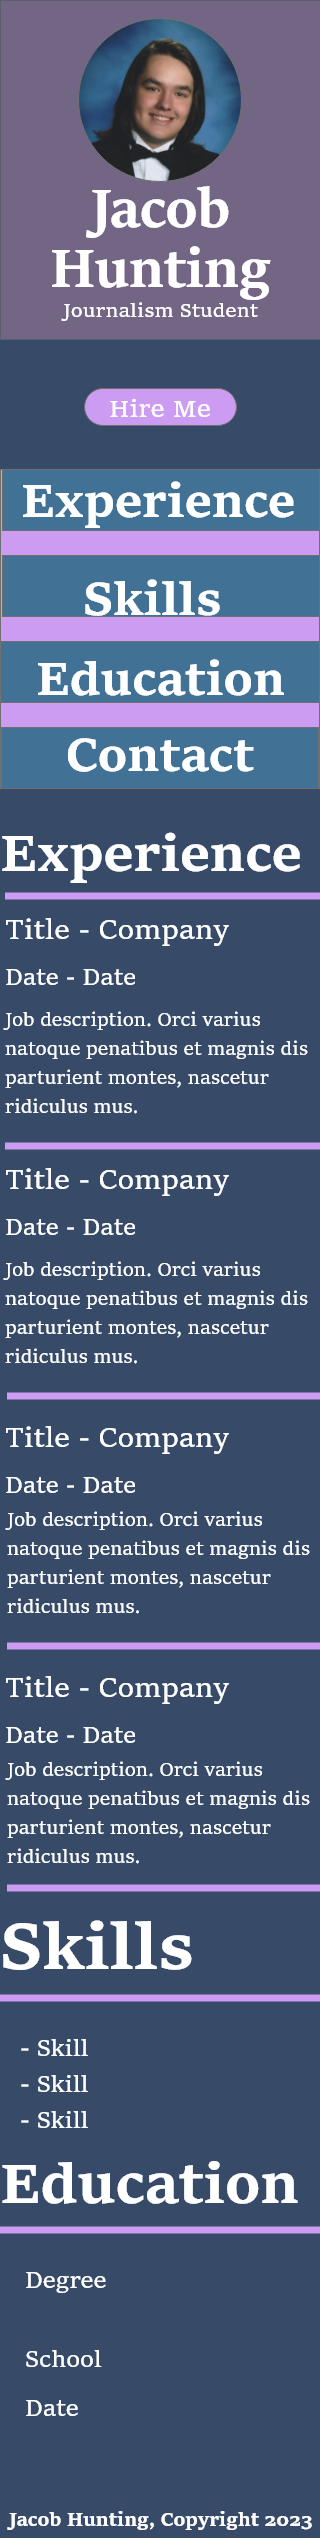 Jacob
Hunting
Journalism Student
Hire Me
Experience
Skills
Education
Contact
Experience
Title - Company
Date - Date
Job description. Orci varius
natoque penatibus et magnis dis
parturient montes, nascetur
ridiculus mus.
Title - Company
Date - Date
Job description. Orci varius
natoque penatibus et magnis dis
parturient montes, nascetur
ridiculus mus.
Title - Company
Date - Date
Job description. Orci varius
natoque penatibus et magnis dis
parturient montes, nascetur
ridiculus mus.
Title - Company
Date - Date
Job description. Orci varius
natoque penatibus et magnis dis
parturient montes, nascetur
ridiculus mus.
Skills
- Skill
- Skill
- Skill
Education
Degree
School
Date
Jacob Hunting, Copyright 2023